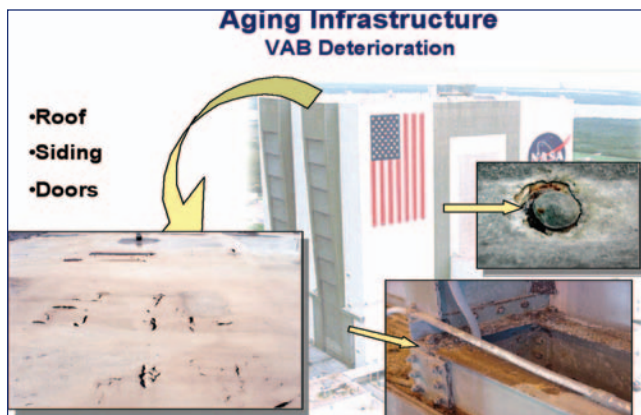 Aging Infrastructure
VAB Deterioration
•Roof
•Siding
•Doors
NASA